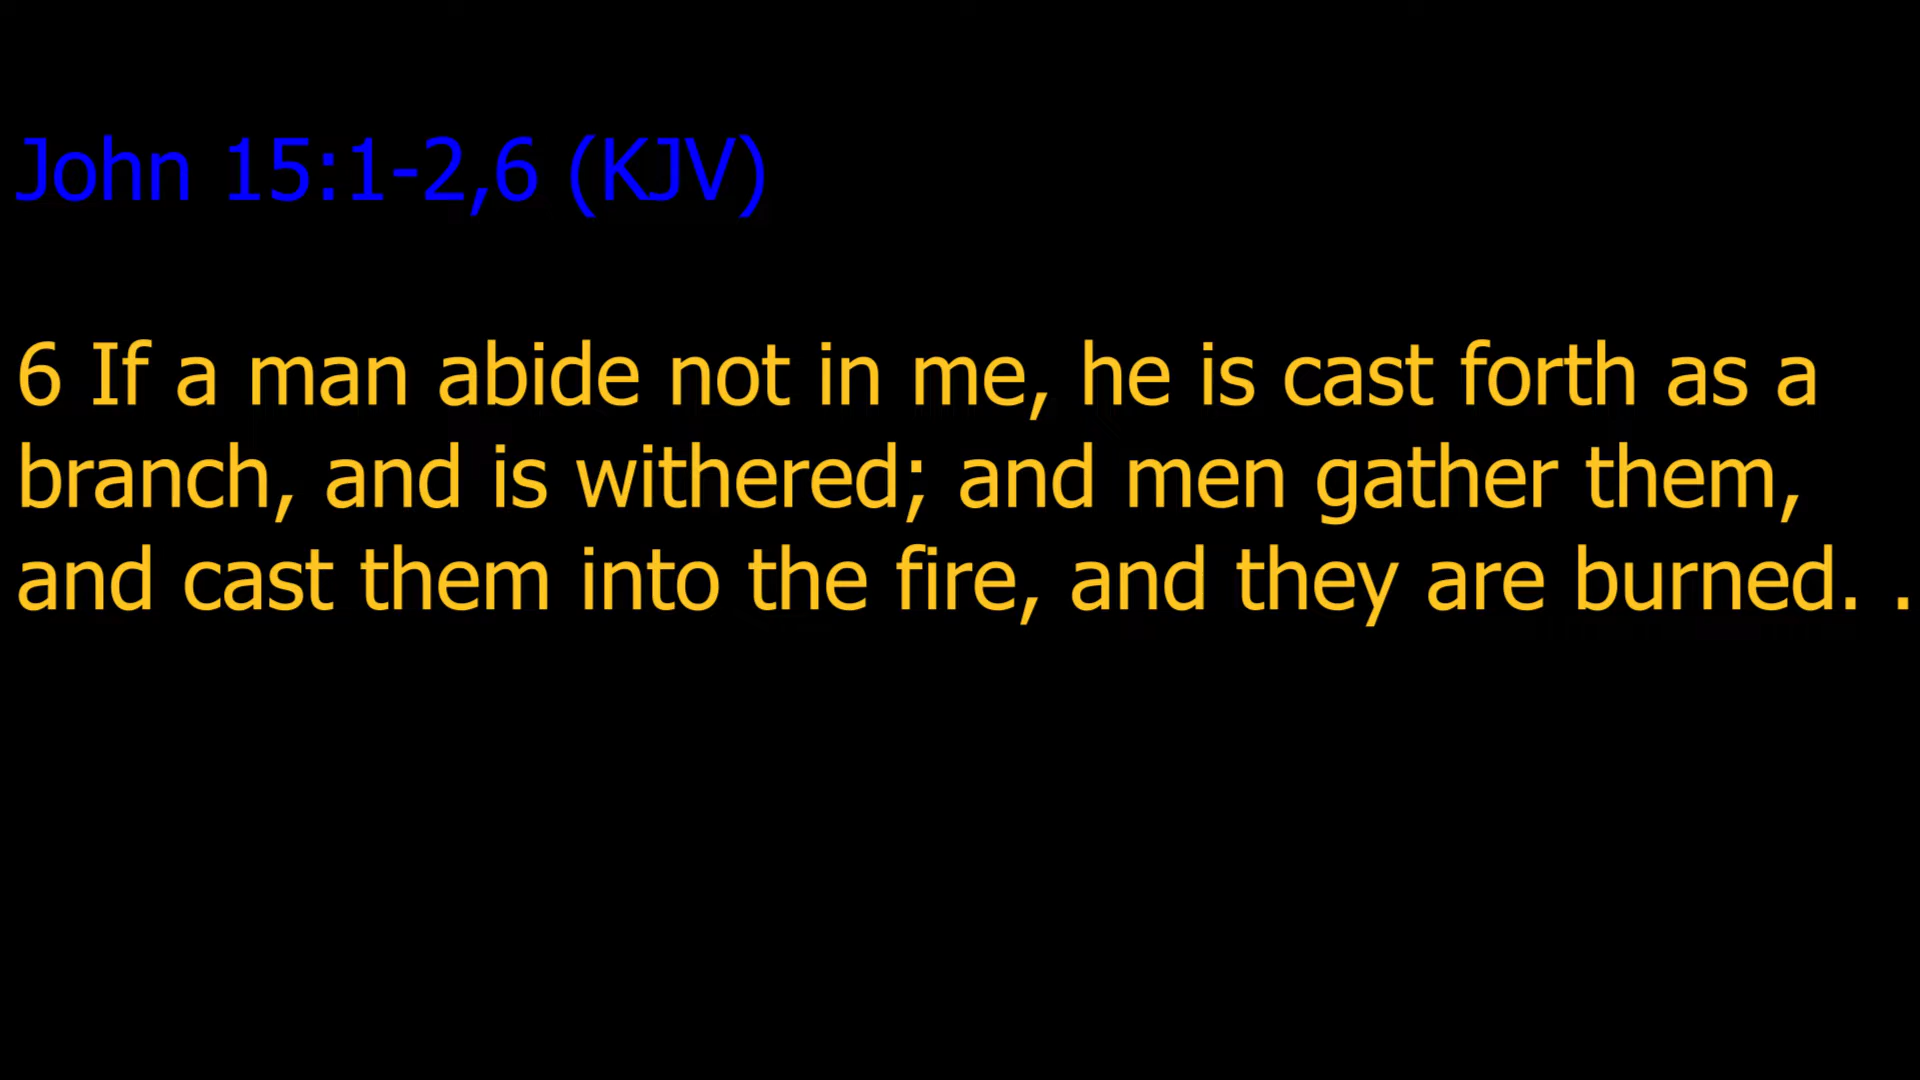 John 15:1-2,6 (KJV)
6 If a man abide not in me, he is cast forth as a
branch, and is withered; and men gather them,
and cast them into the fire, and they are burned. .